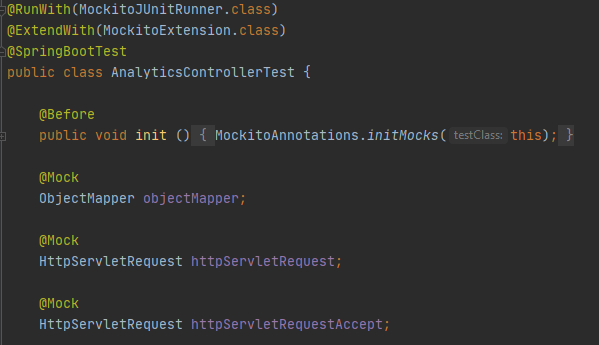 @RunWith(MockitoJUnitRunner.class)
@ExtendWith(MockitoExtension.class)
@SpringBootTest
public class AnalyticsControllerTest {
@Before
public void init () { MockitoAnnotations.initMocks( testClass: this); }
@Mock
ObjectMapper objectMapper;
@Mock
HttpServletRequest httpServletRequest;
@Mock
HttpServletRequest httpServletRequestAccept;